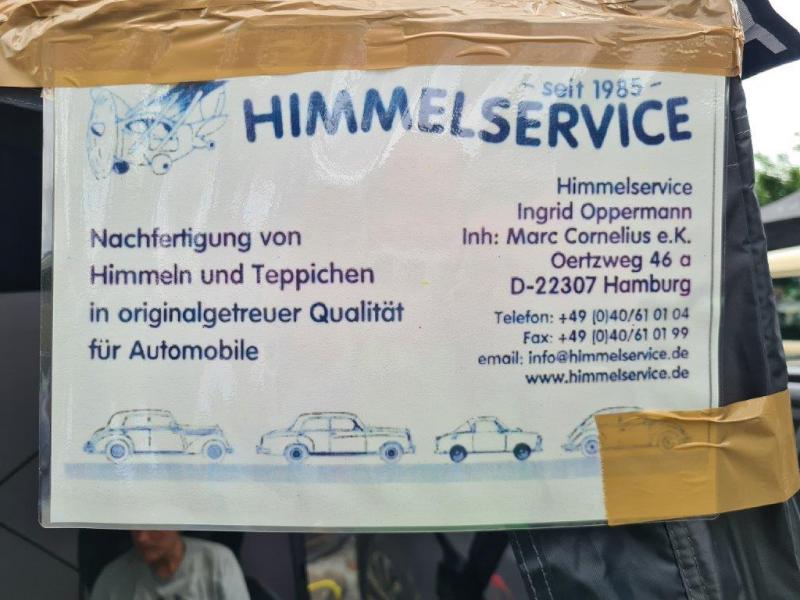 - seit 1985 -
HIMMELSERVICE
Himmelservice
Ingrid Oppermann
Inh: Marc Cornelius e.K.
Oertzweg 46 a
D-22307 Hamburg
Telefon: +49 (0)40/61 01 04
Fax: +49 (0)40/61 01 99
email: info@himmelservice.de
www.himmelservice.de
Nachfertigung von
Himmeln und Teppichen
in originalgetreuer Qualität
für Automobile